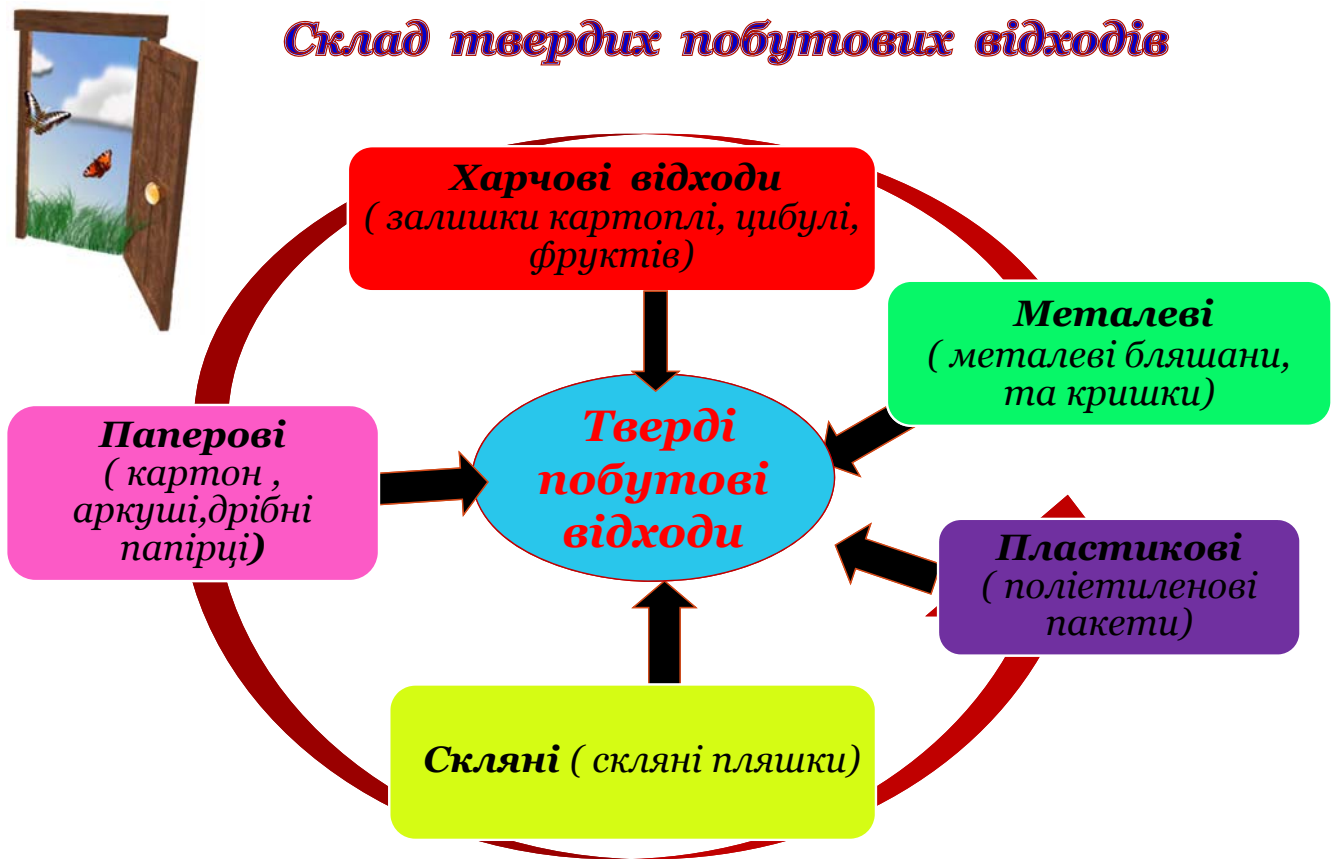 Склад твердих побутових відходів
Харчові відходи
( залишки картоплі, цибулі,
фруктів)
Металеві
( металеві бляшани,
та кришки)
Паперові
( картон ,
аркуші,дрібні
папірці)
Тверді
побутові
відходи
Пластикові
( поліетиленові
пакети)
Скляні ( скляні пляшки)